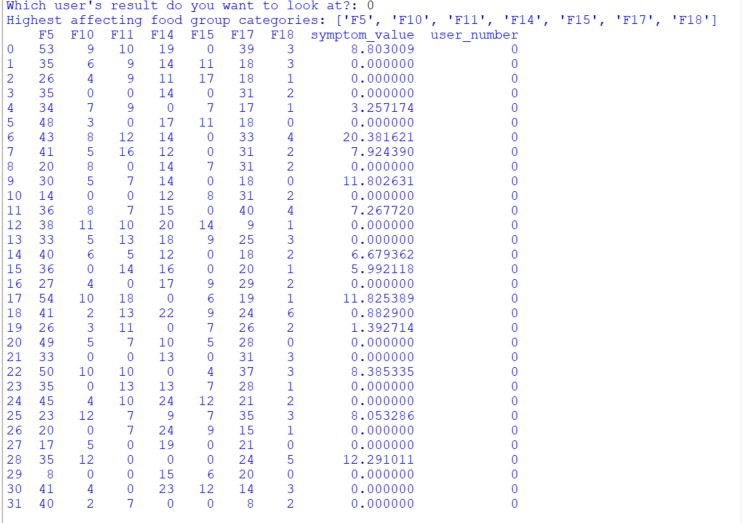 Which user's result do you want to look at?: 0
Highest affecting food group categories: ['F5', 'F10', 'F11', 'F14', 'F15', 'F17', 'F18']
F5 F10 F11 F14 F15 F17 F18 symptom_value user_number
0 53 9 10 19 0 39 3 8.803009 0
1 35 6 9 14 11 18 3 0.000000 0
2 26 4 9 11 17 18 1 0.000000 0
3 35 0 0 14 0 31 2 0.000000 0
4 34 7 9 0 7 17 1 3.257174 0
5 48 3 0 17 11 18 0 0.000000 0
6 43 8 12 14 0 33 4 20.381621 0
7 41 5 16 12 0 31 2 7.924390 0
8 20 8 0 14 7 31 2 0.000000 0
9 30 5 7 14 0 18 0 11.802631 0
10 14 0 0 12 8 31 2 0.000000 0
11 36 8 7 15 0 40 4 7.267720 0
12 38 11 10 20 14 9 1 0.000000 0
13 33 5 13 18 9 25 3 0.000000 0
14 40 6 5 12 0 18 2 6.679362 0
15 36 0 14 16 0 20 1 5.992118 0
16 27 4 0 17 9 29 2 0.000000 0
17 54 10 18 0 6 19 1 11.825389 0
18 41 2 13 22 9 24 6 0.882900 0
19 26 3 11 0 7 26 2 1.392714 0
20 49 5 7 10 5 28 0 0.000000 0
21 33 0 0 13 0 31 3 0.000000 0
22 50 10 10 0 4 37 3 8.385335 0
23 35 0 13 13 7 28 1 0.000000 0
24 45 4 10 24 12 21 2 0.000000 0
25 23 12 7 9 7 35 3 8.053286 0
26 20 0 7 24 9 15 1 0.000000 0
27 17 5 0 19 0 21 0 0.000000 0
28 35 12 0 0 0 24 5 12.291011 0
29 8 0 0 15 6 20 0 0.000000 0
30 41 4 0 23 12 14 3 0.000000 0
31 40 2 7 0 0 8 2 0.000000 0